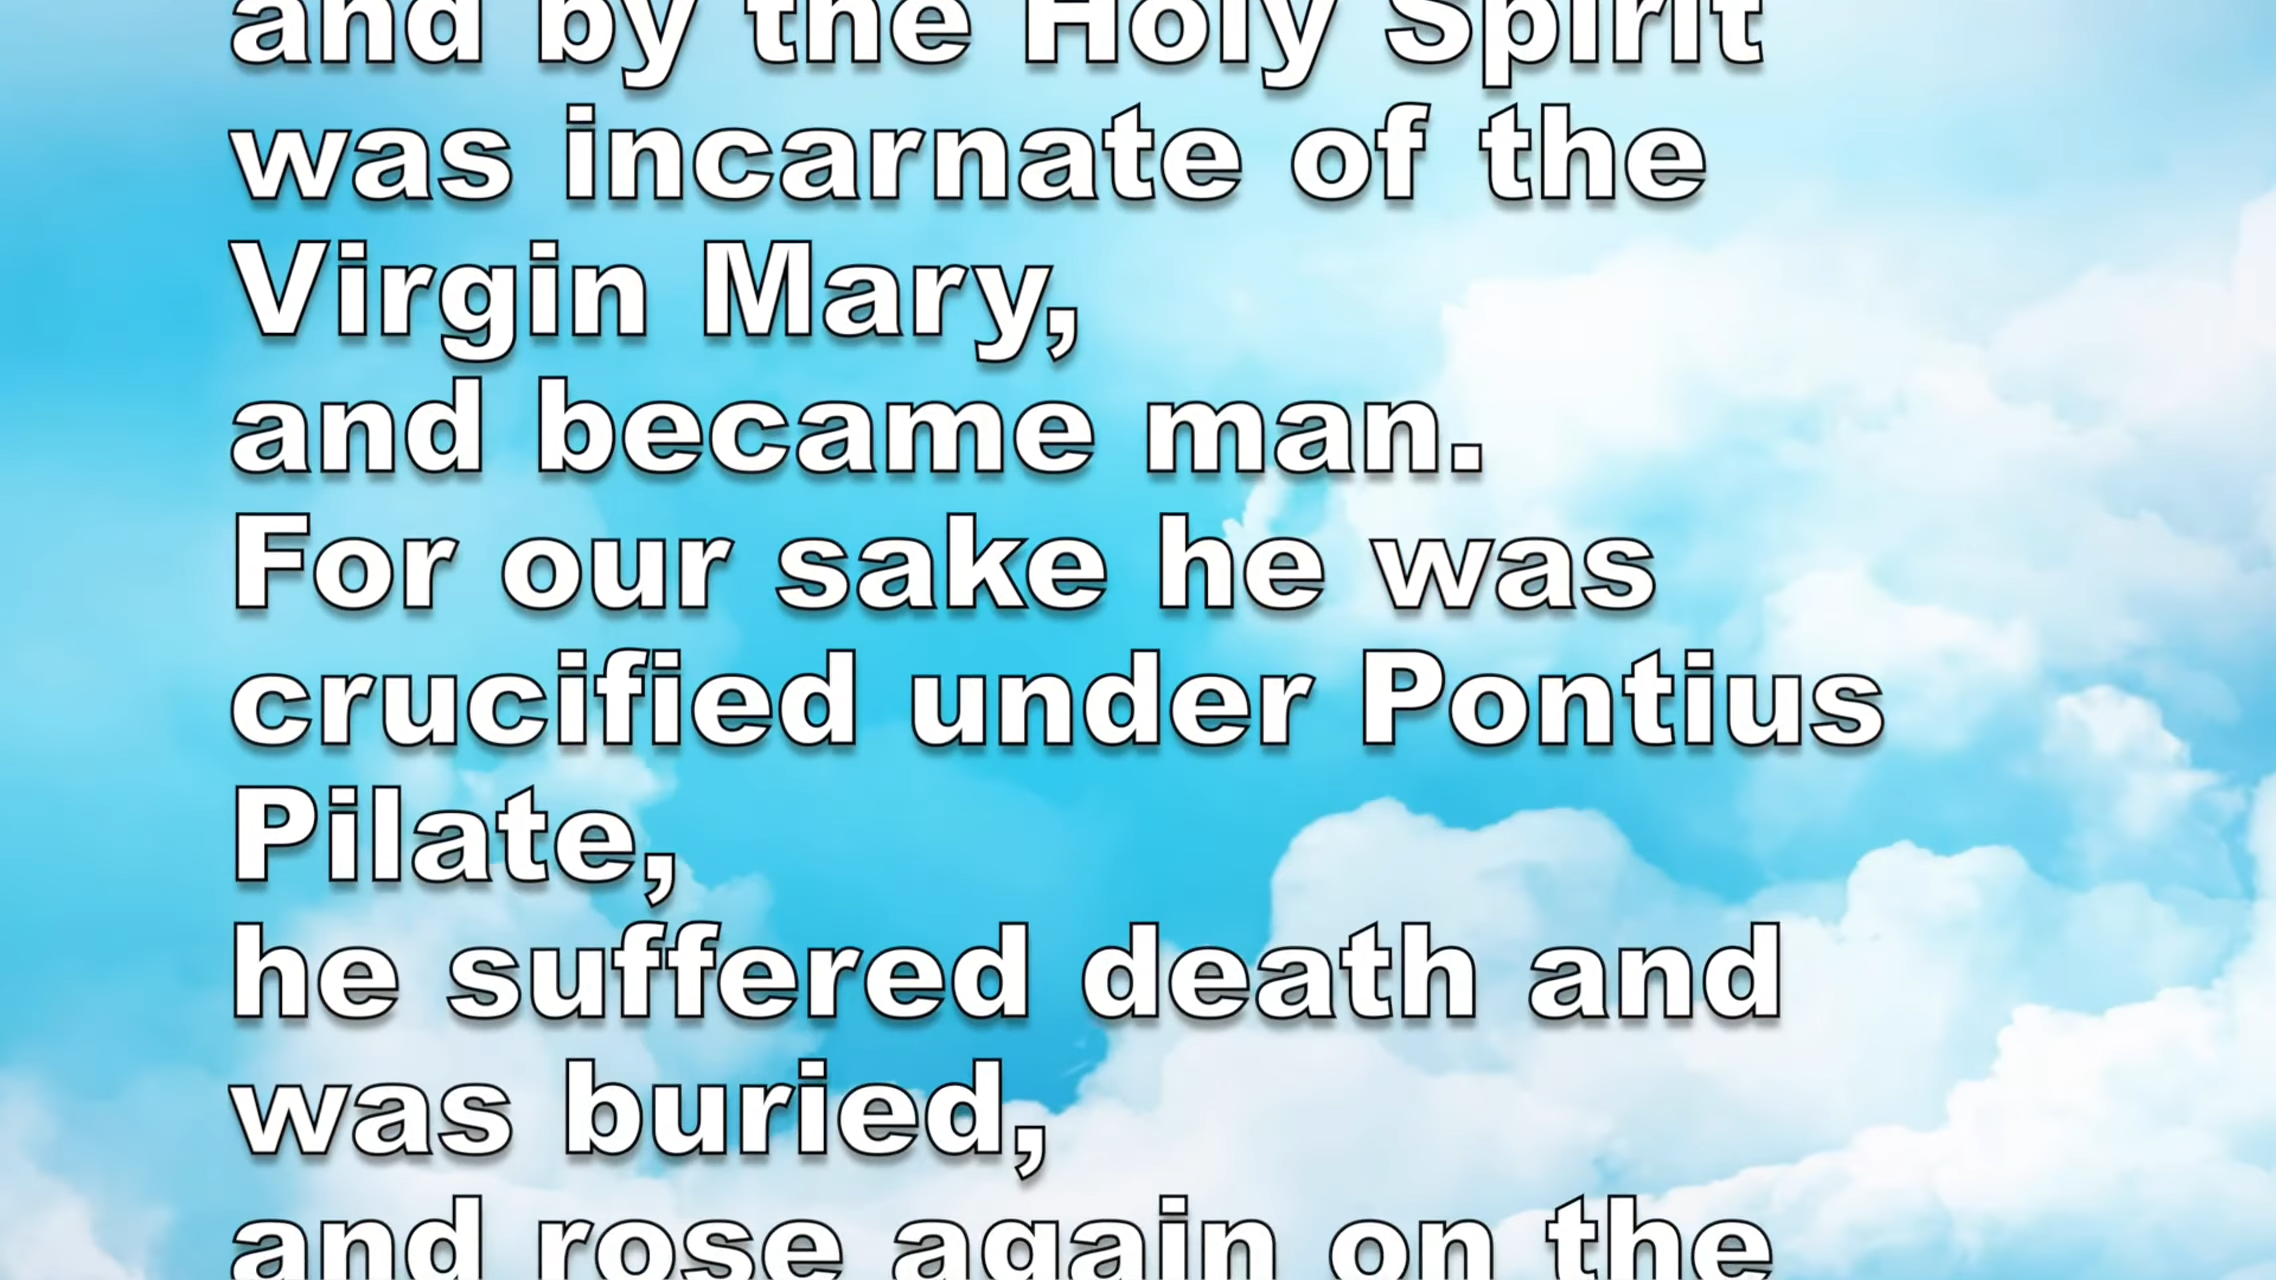 and by the Holy Spirit
was incarnate of the
Virgin Mary,
and became man.
For our sake he was
crucified under Pontius
Pilate,
he suffered death and
was buried,
and rose again on the